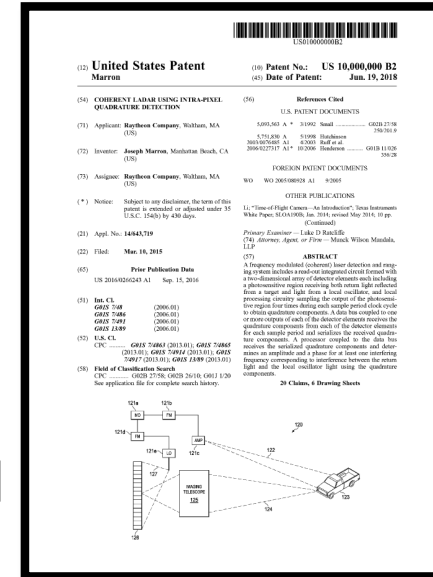 US010000000B2
(12) United States Patent
Marron
(10) Patent No.: US 10,000,000 B2
(45) Date of Patent: Jun. 19, 2018
(54) COHERENT LADAR USING INTRA-PIXEL
QUADRATURE DETECTION
(71) Applicant: Raytheon Company, Waltham, MA
(US)
(72) Inventor: Joseph Marron, Manhattan Beach, CA
(US)
(73) Assignee: Raytheon Company, Waltham, MA
(US)
( * ) Notice: Subject to any disclaimer, the term of this
patent is extended or adjusted under 35
U.S.C. 154(b) by 430 days.
(21) Appl. No.: 14/643,719
(22) Filed: Mar. 10, 2015
(65) Prior Publication Data
US 2016/0266243 A1 Sep. 15, 2016
(51) Int. Cl.
G01S 7/48 (2006.01)
G01S 7/486 (2006.01)
G01S 7/491 (2006.01)
G01S 13/89 (2006.01)
(52) U.S. Cl.
CPC ........ G01S 7/4863 (2013.01); G01S 7/4865
(2013.01); G01S 7/4914 (2013.01); G01S
7/4917 (2013.01); G01S 13/89 (2013.01)
(58) Field of Classification Search
CPC ... G02B 27/58; G02B 26/10; G01J 1/20
See application file for complete search history.
(56) References Cited
U.S. PATENT DOCUMENTS
5,093,563 A * 3/1992 Small ............ G02B 27/58
250/201.9
5,751,830 A 5/1998 Hutchinson
2003/0076485 A1 4/2003 Ruff et al.
2006/0227317 A1* 10/2006 Henderson ........ G01B 11/026
356/28
FOREIGN PATENT DOCUMENTS
WO WO 2005/080928 A1 9/2005
OTHER PUBLICATIONS
Li, "Time-of-Flight Camera—An Introduction", Texas Instruments
White Paper, SLOA190B, Jan. 2014, revised May 2014; 10 pp.
(Continued)
Primary Examiner — Luke D Ratcliffe
(74) Attorney, Agent, or Firm — Munck Wilson Mandala,
LLP
(57) ABSTRACT
A frequency modulated (coherent) laser detection and rang-
ing system includes a read-out integrated circuit formed with
a two-dimensional array of detector elements each including
a photosensitive region receiving both return light reflected
from a target and light from a local oscillator, and local
processing circuitry sampling the output of the photosensi-
tive region four times during each sample period clock cycle
to obtain quadrature components. A data bus coupled to one
or more outputs of each of the detector elements receives the
quadrature components from each of the detector elements
for each sample period and serializes the received quadra-
ture components. A processor coupled to the data bus
receives the serialized quadrature components and deter-
mines an amplitude and a phase for at least one interfering
frequency corresponding to interference between the return
light and the local oscillator light using the quadrature
components.
20 Claims, 6 Drawing Sheets
121a
121b
MO
FM
121d
FM
121e
LO
AMP
121c
120
122
127
IMAGING
TELESCOPE
125
123
124
126